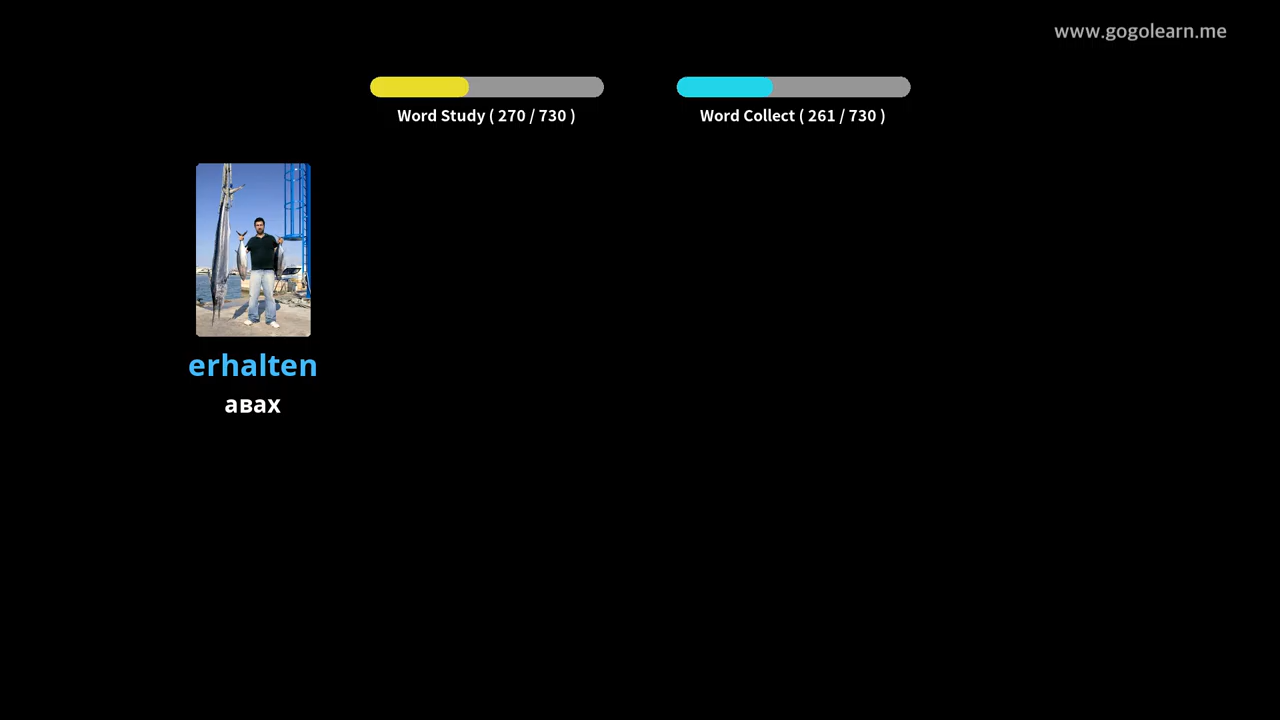 www.gogolearn.me
Word Study ( 270 / 730 )
Word Collect ( 261 / 730 )
erhalten
авах